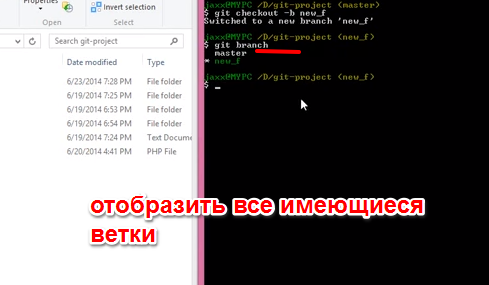 Properties
Invert selection
Search git-project
Date modified
Type
6/23/2014 7:28 PM
File folder
6/19/2014 7:25 PM
File folder
6/19/2014 6:53 PM
File folder
6/19/2014 6:54 PM
File folder
6/19/2014 7:24 PM
Text Docume
6/20/2014 4:41 PM
PHP File
jaxx@MYPC /D/git-project (master)
$ git checkout -b new_f
Switched to a new branch 'new_f'
jaxx@MYPC /D/git-project (new_f)
$ git branch
master
* new_f
jaxx@MYPC /D/git-project (new_f)
$ _
отобразить все имеющиеся
ветки